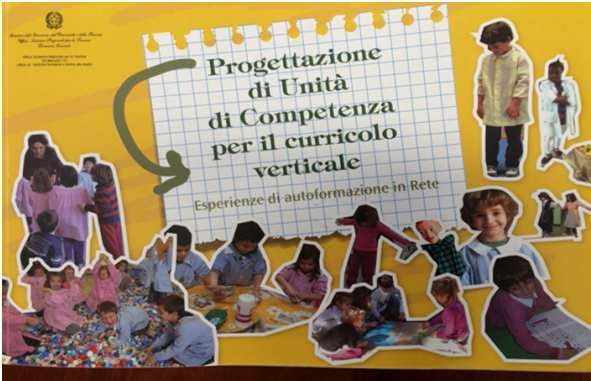 Progettazione
di Unità
di Competenza
per il curricolo
verticale
Esperienze di autoformazione in Rete